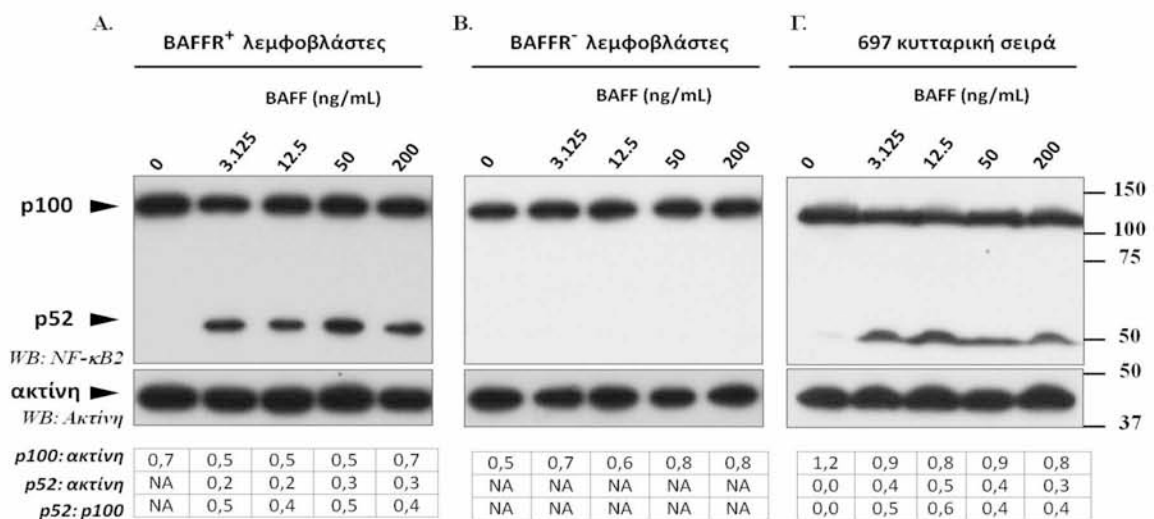 Α. Β. Γ.
BAFFR⁺ λεμφοβλάστες BAFFR⁻ λεμφοβλάστες 697 κυτταρική σειρά
BAFF (ng/mL) BAFF (ng/mL) BAFF (ng/mL)
0 3.125 12.5 50 200 0 3.125 12.5 50 200 0 3.125 12.5 50 200
150
p100
100
75
p52
50
WB: NF-κB2
50
ακτίνη
WB: Ακτίνη
37
p100: ακτίνη 0,7 0,5 0,5 0,5 0,7 0,5 0,7 0,6 0,8 0,8 1,2 0,9 0,8 0,9 0,8
p52: ακτίνη NA 0,2 0,2 0,3 0,3 NA NA NA NA NA 0,0 0,4 0,5 0,4 0,3
p52: p100 NA 0,5 0,4 0,5 0,4 NA NA NA NA NA 0,0 0,5 0,6 0,4 0,4